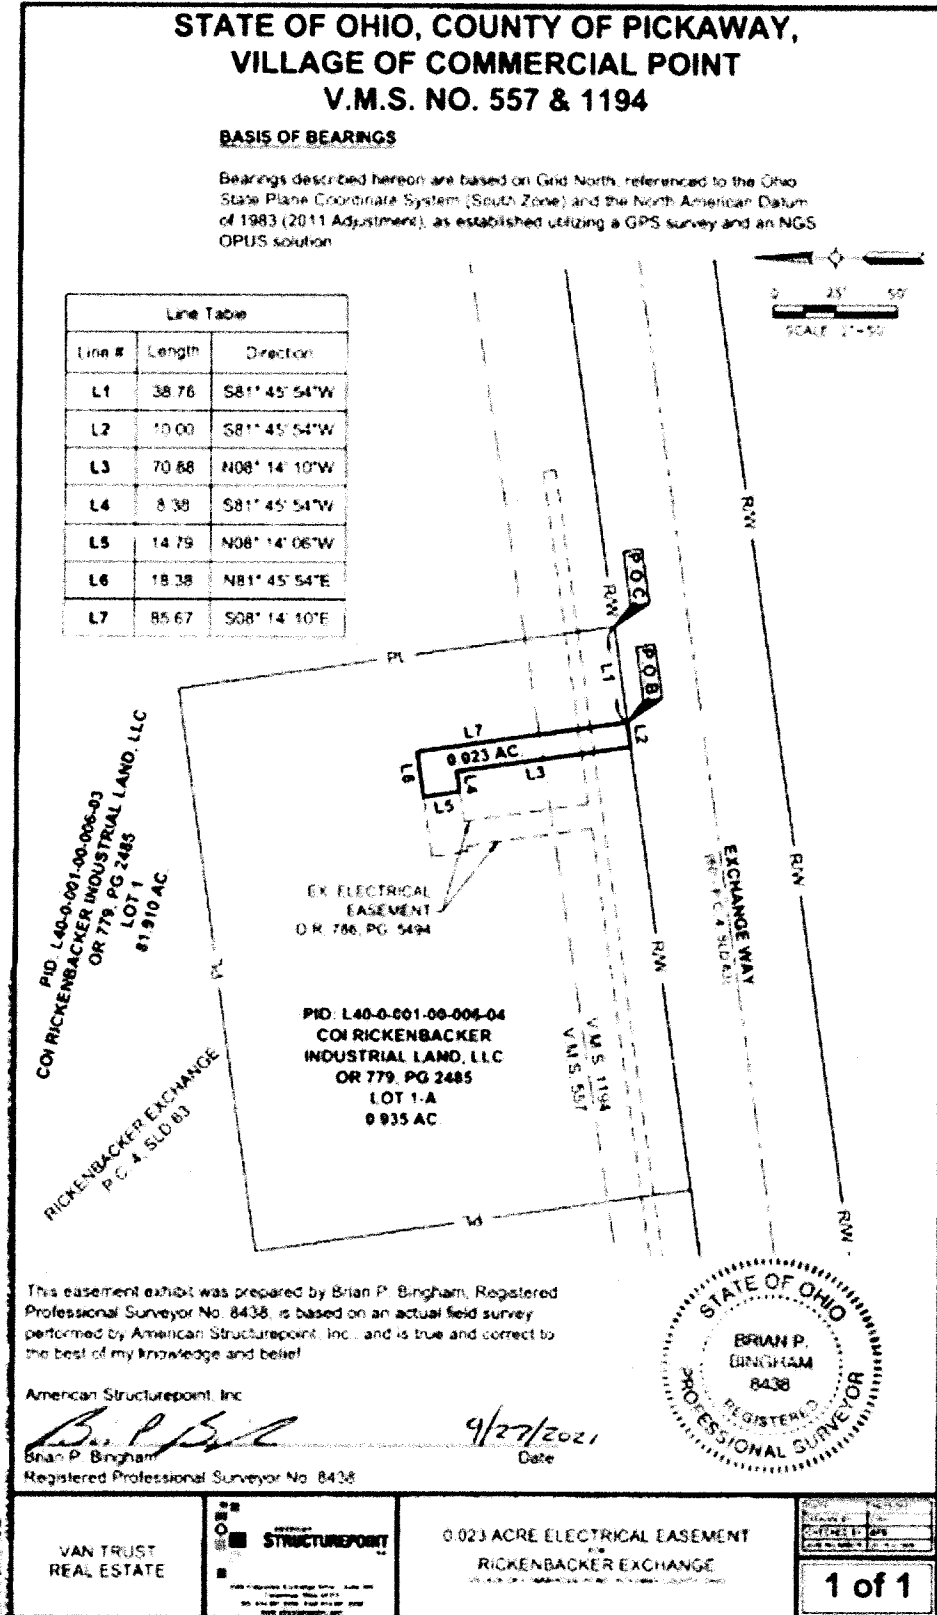 STATE OF OHIO, COUNTY OF PICKAWAY,
VILLAGE OF COMMERCIAL POINT
V.M.S. NO. 557 & 1194
BASIS OF BEARINGS
Bearings described hereon are based on Grid North, referenced to the Ohio
State Plane Coordinate System (South Zone) and the North American Datum
of 1983 (2011 Adjustment), as established utilizing a GPS survey and an NGS
OPUS solution
0 25' 50'
SCALE 1"=50'
Line Table
Line # Length Direction
L1 38.76 S81° 45' 54"W
L2 10.00 S81° 45' 54"W
L3 70.88 N08° 14' 10"W
L4 8.38 S81° 45' 54"W
L5 14.79 N08° 14' 06"W
L6 18.38 N81° 45' 54"E
L7 85.67 S08° 14' 10"E
R/W
P.O.C
R/W
PL
L1
P.O.B
L7
L2
0.023 AC.
L6
L3
L4
L5
PID: L40-0-001-00-006-03
COI RICKENBACKER INDUSTRIAL LAND, LLC
OR 779, PG 2485
LOT 1
81.910 AC.
EX. ELECTRICAL
EASEMENT
O.R. 786, PG. 5494
EXCHANGE WAY
R/W
R/W
PL
PID: L40-0-001-00-006-04
COI RICKENBACKER
INDUSTRIAL LAND, LLC
OR 779, PG 2485
LOT 1-A
0.935 AC.
V.M.S. 1194
V.M.S. 557
RICKENBACKER EXCHANGE
P.C. 4, SLD 83
PL
R/W
This easement exhibit was prepared by Brian P. Bingham, Registered
Professional Surveyor No. 8438, is based on an actual field survey
performed by American Structurepoint, Inc., and is true and correct to
the best of my knowledge and belief
American Structurepoint, Inc
9/27/2021
Brian P. Bingham
Date
Registered Professional Surveyor No. 8438
STATE OF OHIO
BRIAN P.
BINGHAM
8438
REGISTERED
PROFESSIONAL SURVEYOR
VAN TRUST
REAL ESTATE
STRUCTUREPOINT
0.023 ACRE ELECTRICAL EASEMENT
RICKENBACKER EXCHANGE
1 of 1